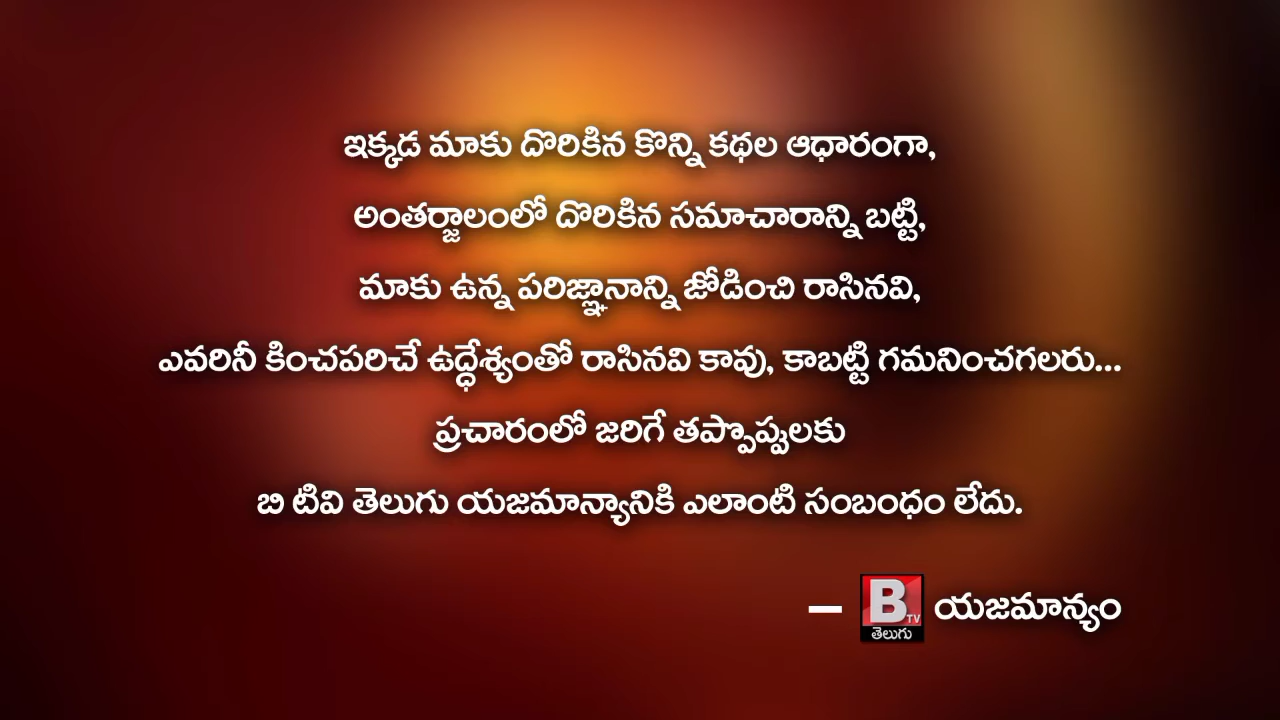 ఇక్కడ మాకు దొరికిన కొన్ని కథల ఆధారంగా,
అంతర్జాలంలో దొరికిన సమాచారాన్ని బట్టి,
మాకు ఉన్న పరిజ్ఞానాన్ని జోడించి రాసినవి,
ఎవరినీ కించపరిచే ఉద్ధేశ్యంతో రాసినవి కావు, కాబట్టి గమనించగలరు...
ప్రచారంలో జరిగే తప్పొప్పులకు
బి టివి తెలుగు యజమాన్యానికి ఎలాంటి సంబంధం లేదు.
– B TV తెలుగు యజమాన్యం